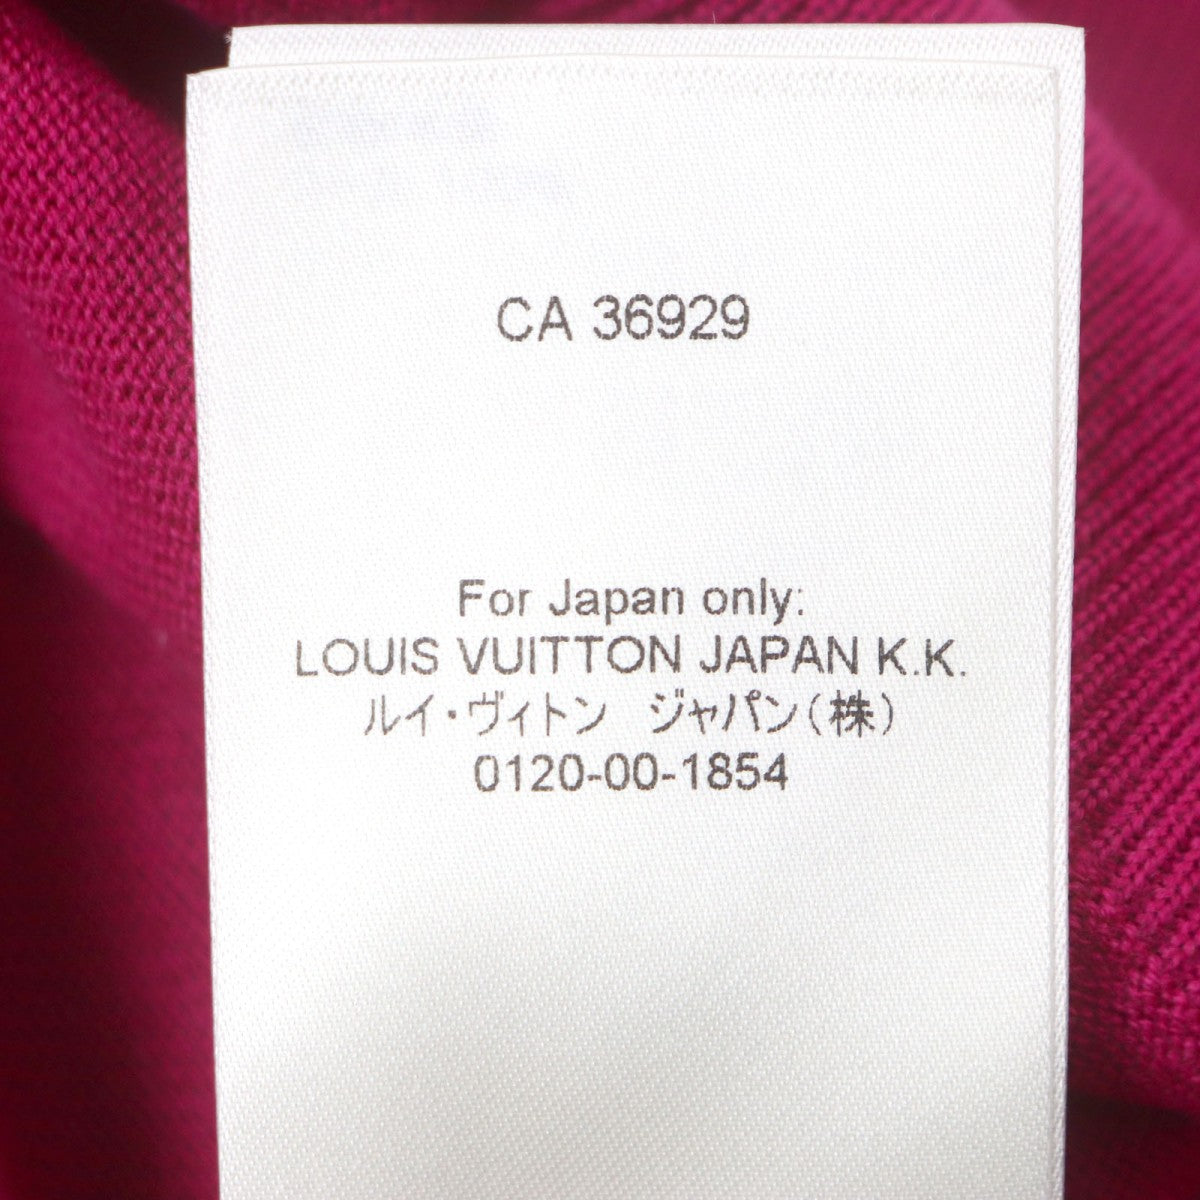 CA 36929
For Japan only:
LOUIS VUITTON JAPAN K.K.
ルイ・ヴィトン ジャパン(株)
0120-00-1854